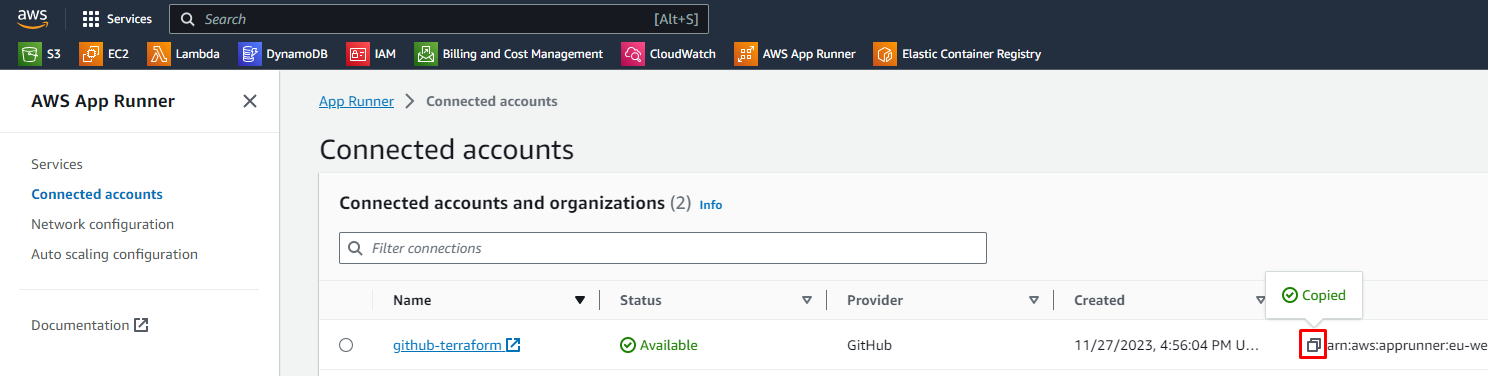 aws
Services
Search
[Alt+S]
S3
EC2
Lambda
DynamoDB
IAM
Billing and Cost Management
CloudWatch
AWS App Runner
Elastic Container Registry
AWS App Runner
Services
Connected accounts
Network configuration
Auto scaling configuration
Documentation
App Runner
Connected accounts
Connected accounts
Connected accounts and organizations (2) Info
Filter connections
Name
Status
Provider
Created
Copied
github-terraform
Available
GitHub
11/27/2023, 4:56:04 PM U...
arn:aws:apprunner:eu-we